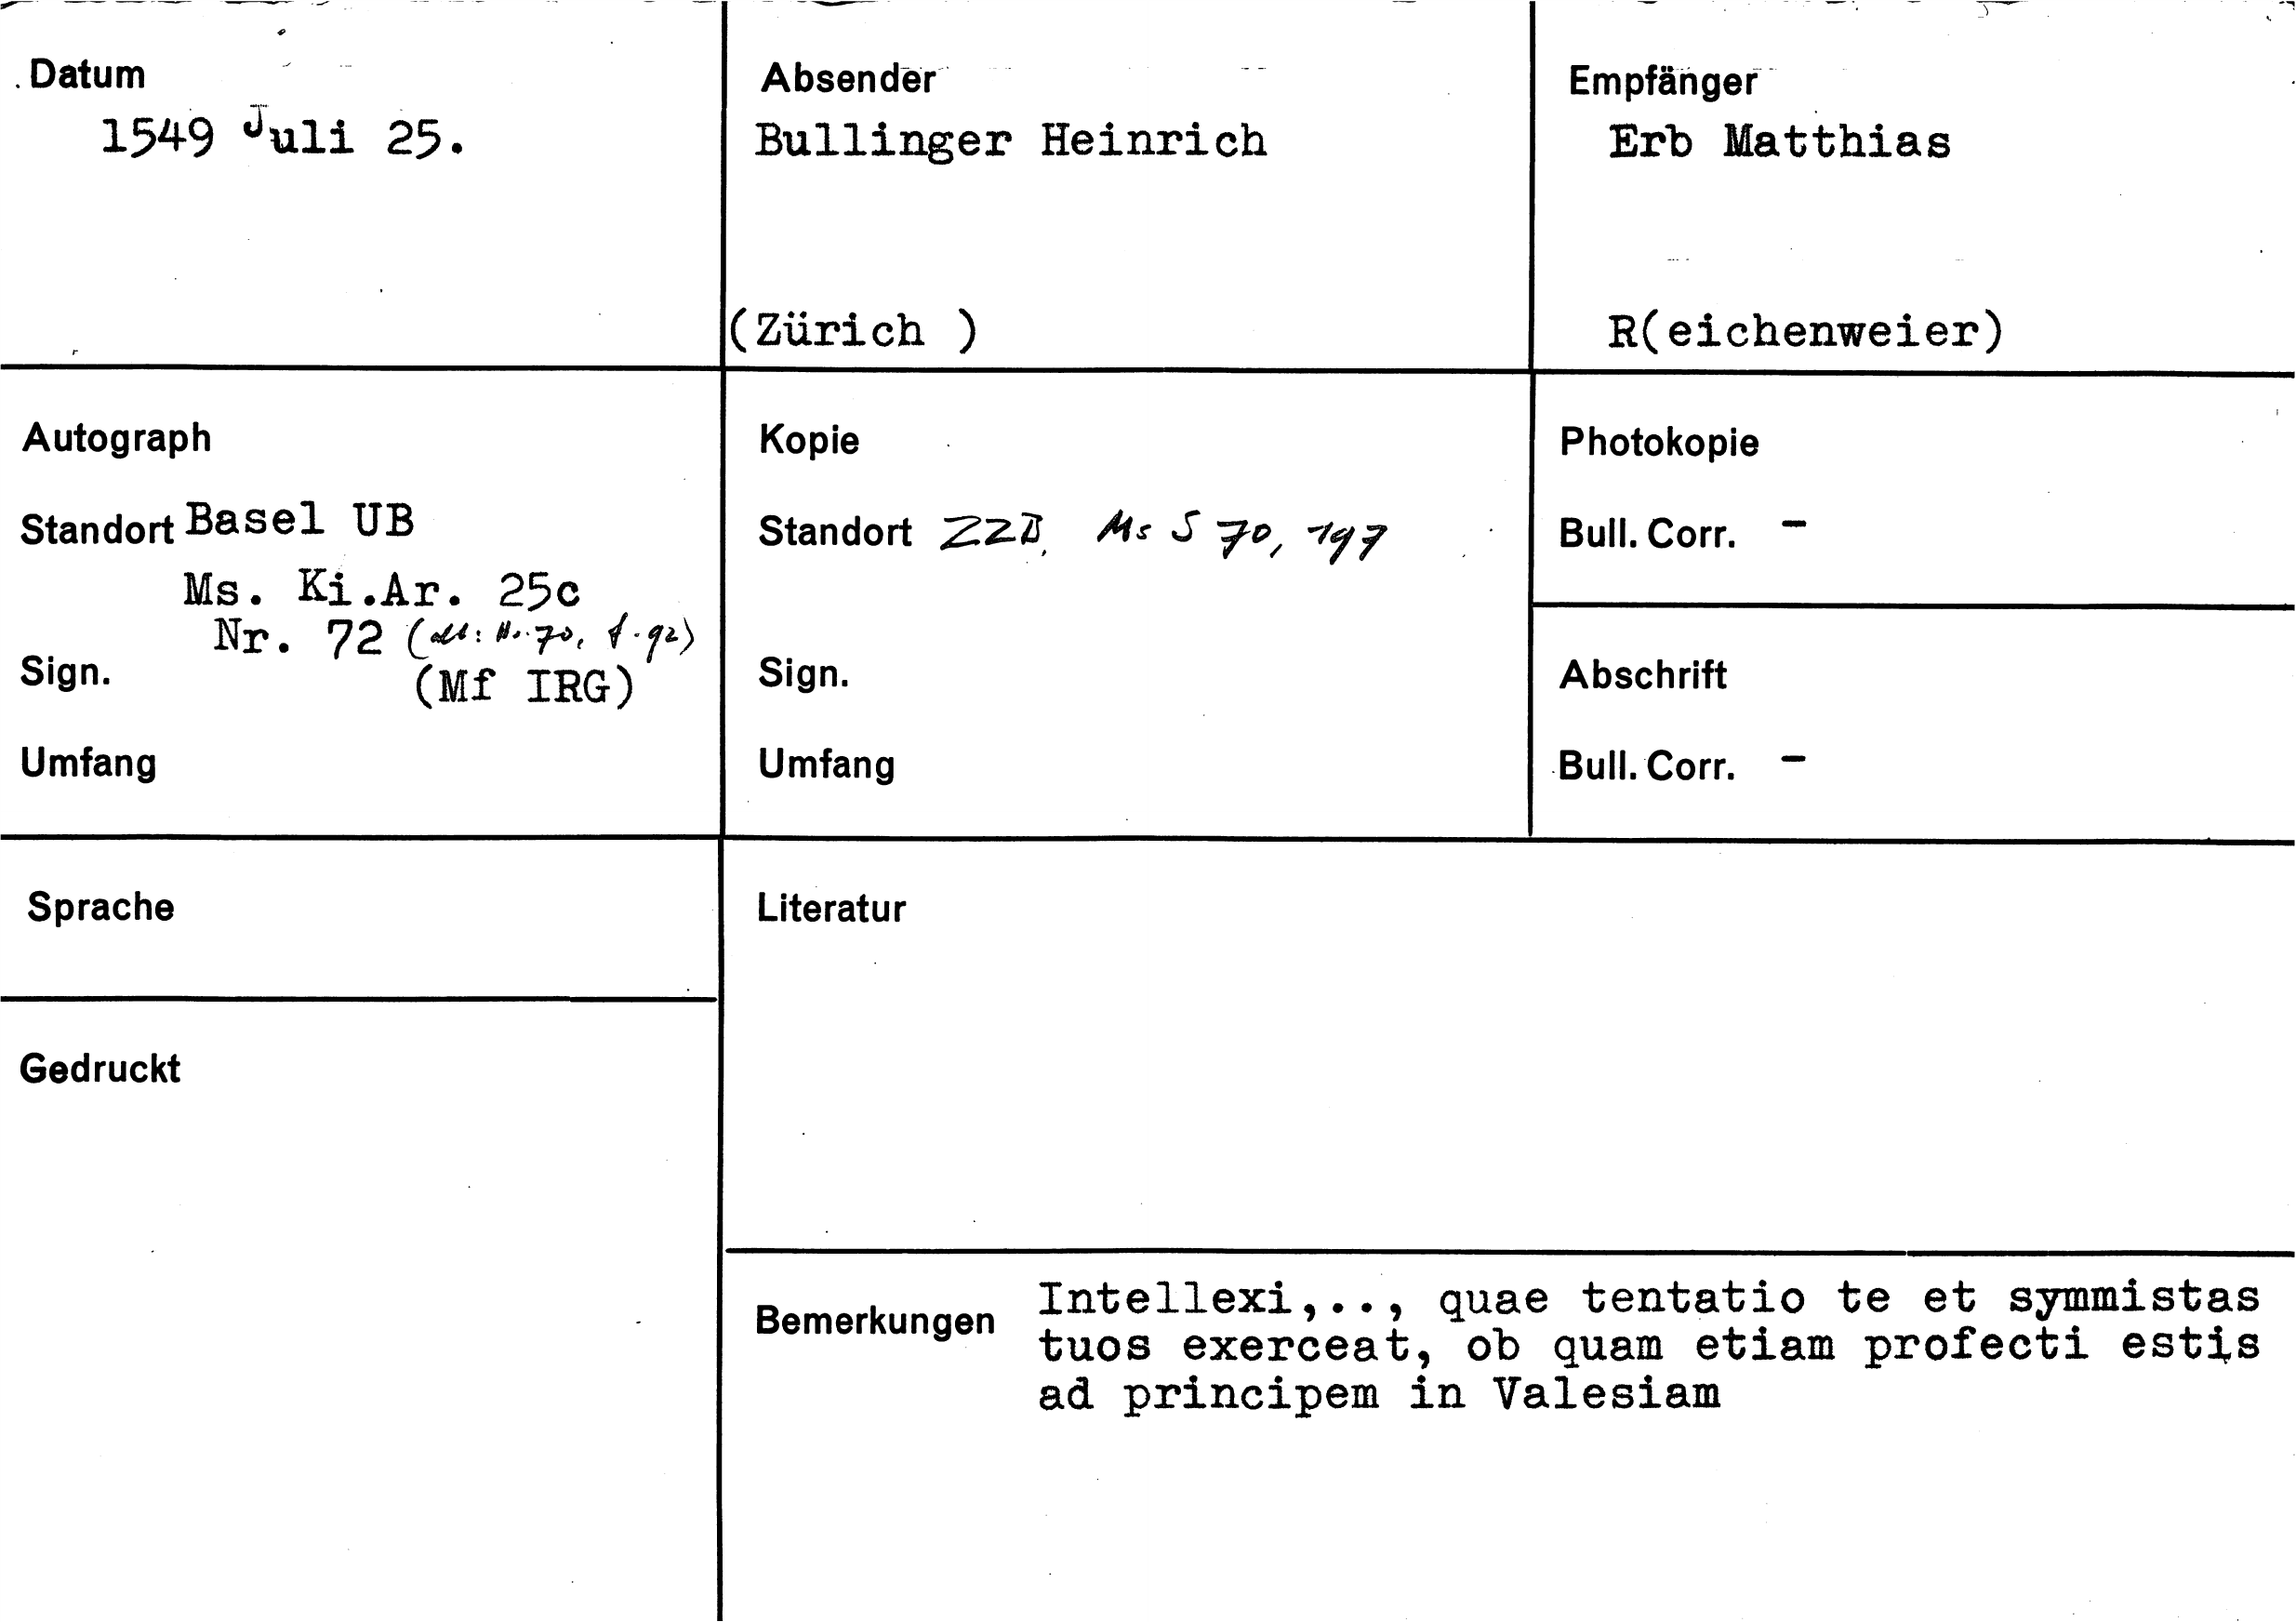 Datum
1549 Juli 25.
Absender
Bullinger Heinrich
(Zürich )
Empfänger
Erb Matthias
R(eichenweier)
Autograph
Standort Basel UB
Ms. Ki.Ar. 25c
Nr. 72 (alt: Nr. 70, f. 92)
Sign. (Mf IRG)
Umfang
Kopie
Standort ZZB, Ms S 70, 197
Sign.
Umfang
Photokopie
Bull. Corr. -
Abschrift
Bull. Corr. -
Sprache
Literatur
Gedruckt
Bemerkungen Intellexi,.., quae tentatio te et symmistas
tuos exerceat, ob quam etiam profecti estis
ad principem in Valesiam